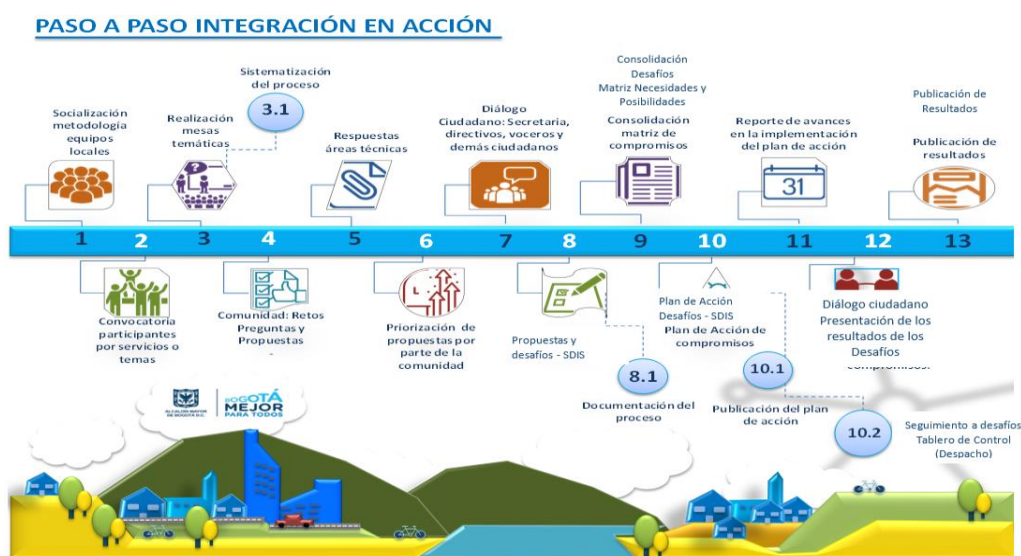 PASO A PASO INTEGRACIÓN EN ACCIÓN
Socialización
metodología
equipos
locales
Realización
mesas
temáticas
Sistematización
del proceso
3.1
Respuestas
áreas técnicas
Diálogo
Ciudadano: Secretaria,
directivos, voceros y
demás ciudadanos
Consolidación
Desafíos
Matriz Necesidades y
Posibilidades
Consolidación
matriz de
compromisos
Reporte de avances
en la implementación
del plan de acción
31
Publicación de
Resultados
Publicación de
resultados
1
2
3
4
5
6
7
8
9
10
11
12
13
Convocatoria
participantes
por servicios o
temas
Comunidad: Retos
Preguntas y
Propuestas
-
Priorización de
propuestas por
parte de la
comunidad
Propuestas y
desafíos - SDIS
8.1
Documentación del
proceso
Plan de Acción
Desafíos - SDIS
Plan de Acción de
compromisos
10.1
Publicación del plan
de acción
10.2
Seguimiento a desafíos
Tablero de Control
(Despacho)
Diálogo ciudadano
Presentación de los
resultados de los
Desafíos
compromisos.
ALCALDÍA MAYOR
DE BOGOTÁ D.C.
BOGOTÁ
MEJOR
PARA TODOS